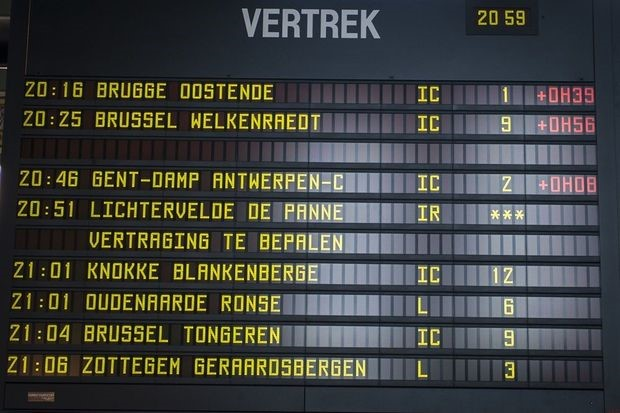 VERTREK 20 59
20:16 BRUGGE OOSTENDE IC 1 +0H39
20:25 BRUSSEL WELKENRAEDT IC 9 +0H56
20:46 GENT-DAMP ANTWERPEN-C IC 2 +0H08
20:51 LICHTERVELDE DE PANNE IR ***
VERTRAGING TE BEPALEN
21:01 KNOKKE BLANKENBERGE IC 12
21:01 OUDENAARDE RONSE L 6
21:04 BRUSSEL TONGEREN IC 9
21:06 ZOTTEGEM GERAARDSBERGEN L 3